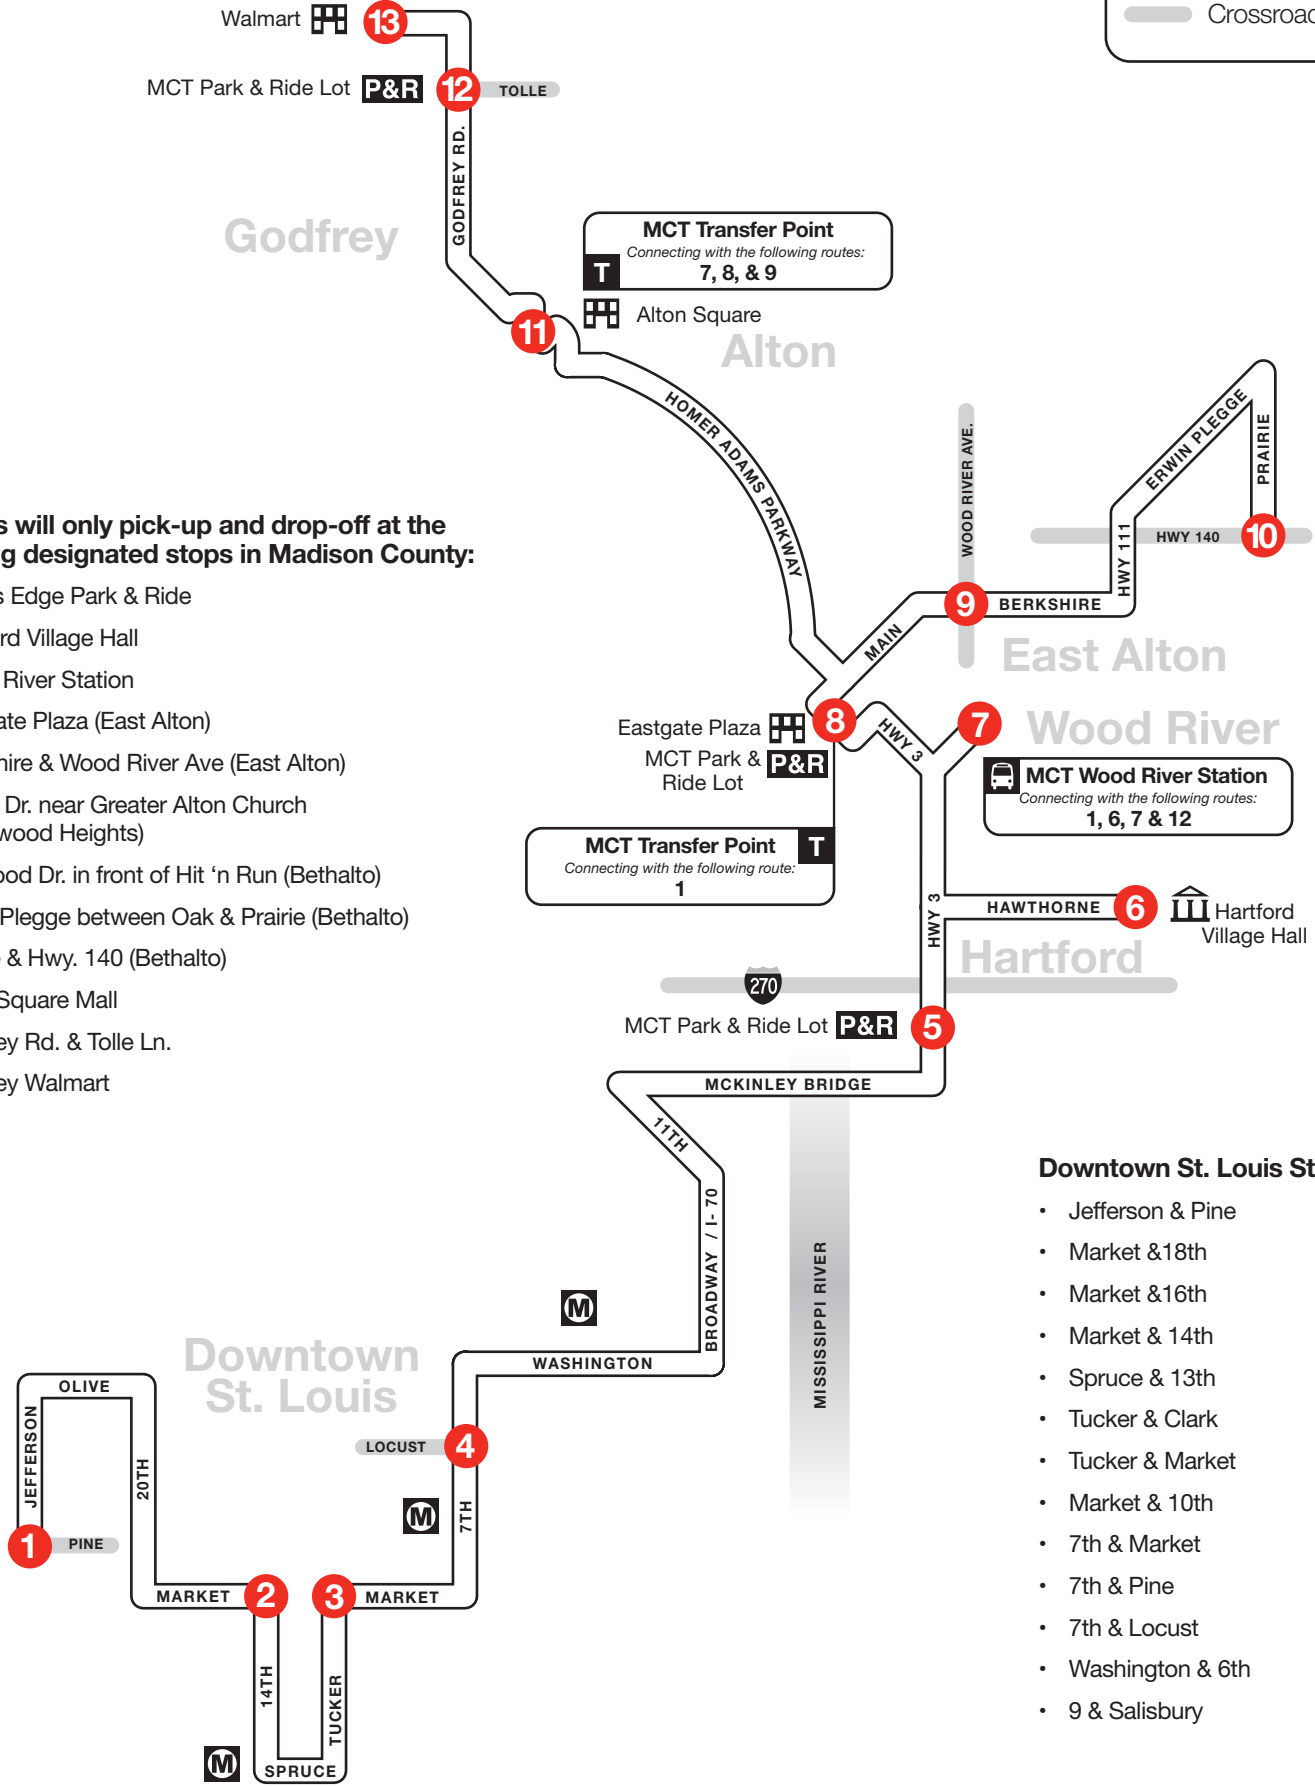 Walmart
13
Crossroad
MCT Park & Ride Lot P&R 12 TOLLE
GODFREY RD.
Godfrey
MCT Transfer Point
Connecting with the following routes:
T 7, 8, & 9
Alton Square
11
Alton
HOMER ADAMS PARKWAY
WOOD RIVER AVE.
ERWIN PLEGGE
PRAIRIE
HWY 111
HWY 140
10
s will only pick-up and drop-off at the
g designated stops in Madison County:
s Edge Park & Ride
rd Village Hall
River Station
ate Plaza (East Alton)
hire & Wood River Ave (East Alton)
Dr. near Greater Alton Church
wood Heights)
ood Dr. in front of Hit ‘n Run (Bethalto)
Plegge between Oak & Prairie (Bethalto)
& Hwy. 140 (Bethalto)
Square Mall
ey Rd. & Tolle Ln.
ey Walmart
9
BERKSHIRE
MAIN
East Alton
Eastgate Plaza
MCT Park &
Ride Lot
P&R
8
HWY 3
7
Wood River
MCT Wood River Station
Connecting with the following routes:
1, 6, 7 & 12
MCT Transfer Point T
Connecting with the following route:
1
HWY 3
HAWTHORNE
6
Hartford
Village Hall
Hartford
270
MCT Park & Ride Lot P&R 5
MCKINLEY BRIDGE
11TH
BROADWAY / I- 70
MISSISSIPPI RIVER
M
WASHINGTON
Downtown
St. Louis
LOCUST
4
M
7TH
OLIVE
JEFFERSON
20TH
1
PINE
MARKET
2
3
MARKET
14TH
TUCKER
M
SPRUCE
Downtown St. Louis St
• Jefferson & Pine
• Market &18th
• Market &16th
• Market & 14th
• Spruce & 13th
• Tucker & Clark
• Tucker & Market
• Market & 10th
• 7th & Market
• 7th & Pine
• 7th & Locust
• Washington & 6th
• 9 & Salisbury